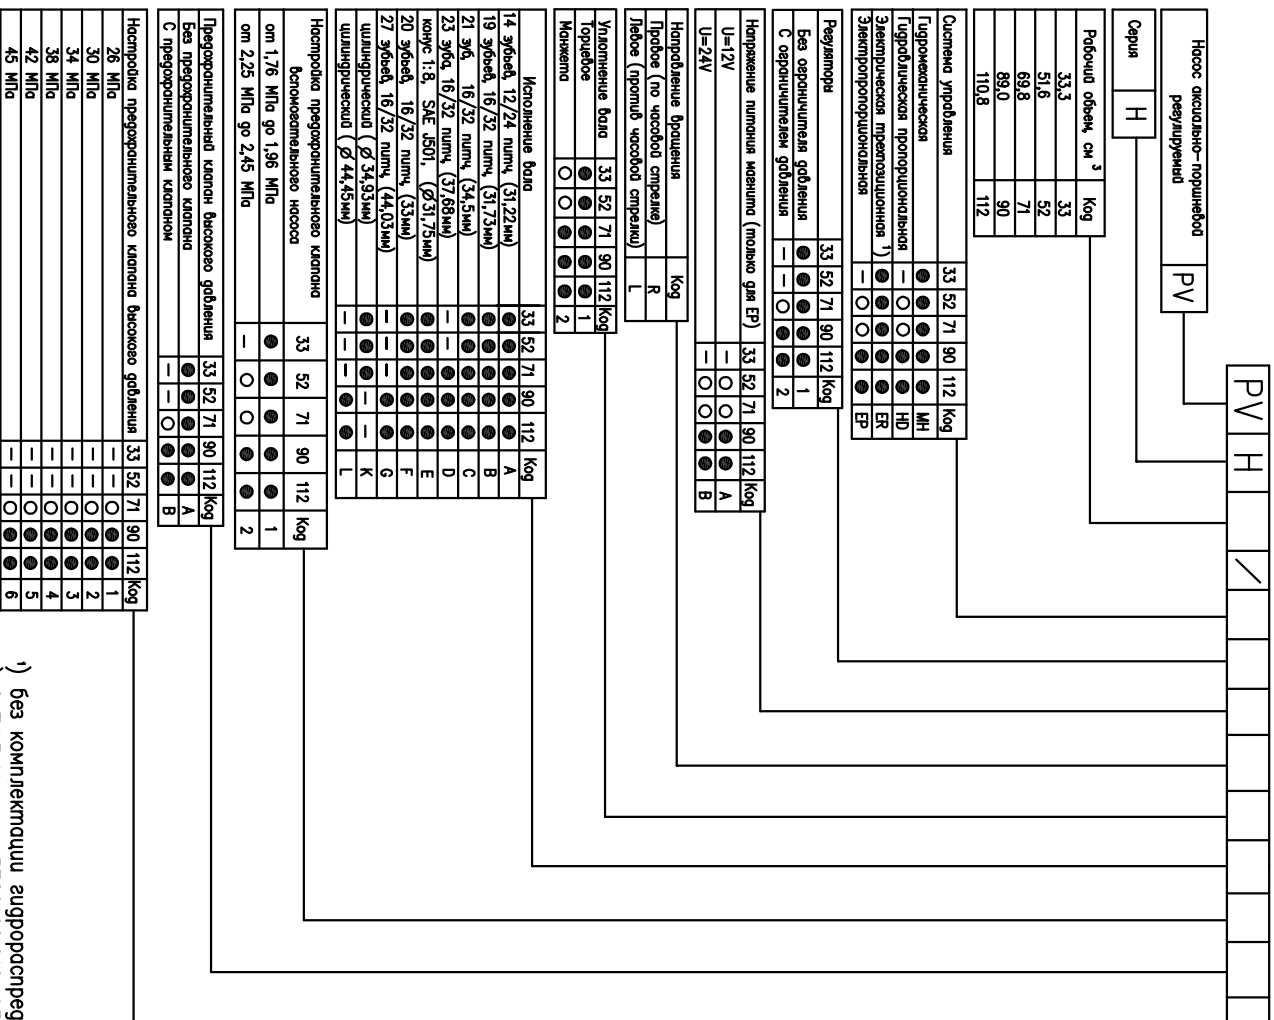 PV H /
Насос аксиально-поршневой
регулируемый PV
Серия H
Рабочий объем, см 3 Код
33,3 33
51,6 52
69,8 71
89,0 90
110,8 112
Система управления 33 52 71 90 112 Код
Гидромеханическая MH
Гидравлическая пропорциональная HD
Электрическая трехпозиционная 1) ER
Электропропорциональная EP
Регуляторы 33 52 71 90 112 Код
Без ограничителя давления 1
С ограничителем давления 2
Напряжение питания магнита (только для EP) 33 52 71 90 112 Код
U=12V A
U=24V B
Направление вращения Код
Правое (по часовой стрелке) R
Левое (против часовой стрелки) L
Уплотнение вала 33 52 71 90 112 Код
Торцевое 1
Манжета 2
Исполнение вала 33 52 71 90 112 Код
14 зубьев, 12/24 питч, (31,22мм) A
19 зубьев, 16/32 питч, (31,73мм) B
21 зуб, 16/32 питч, (34,5мм) C
23 зуба, 16/32 питч, (37,68мм) D
конус 1:8, SAE J501, (Ø31,75мм) E
20 зубьев, 16/32 питч, (33мм) F
27 зубьев, 16/32 питч, (44,03мм) G
цилиндрический (Ø 34,93мм) K
цилиндрический (Ø 44,45мм) L
Настройка предохранительного клапана
вспомогательного насоса 33 52 71 90 112 Код
от 1,76 МПа до 1,96 МПа 1
от 2,25 МПа до 2,45 МПа 2
Предохранительный клапан высокого давления 33 52 71 90 112 Код
Без предохранительного клапана A
С предохранительным клапаном B
Настройка предохранительного клапана высокого давления 33 52 71 90 112 Код
26 МПа 1
30 МПа 2
34 МПа 3
38 МПа 4
42 МПа 5
45 МПа 6
1) без комплектации гидрораспред